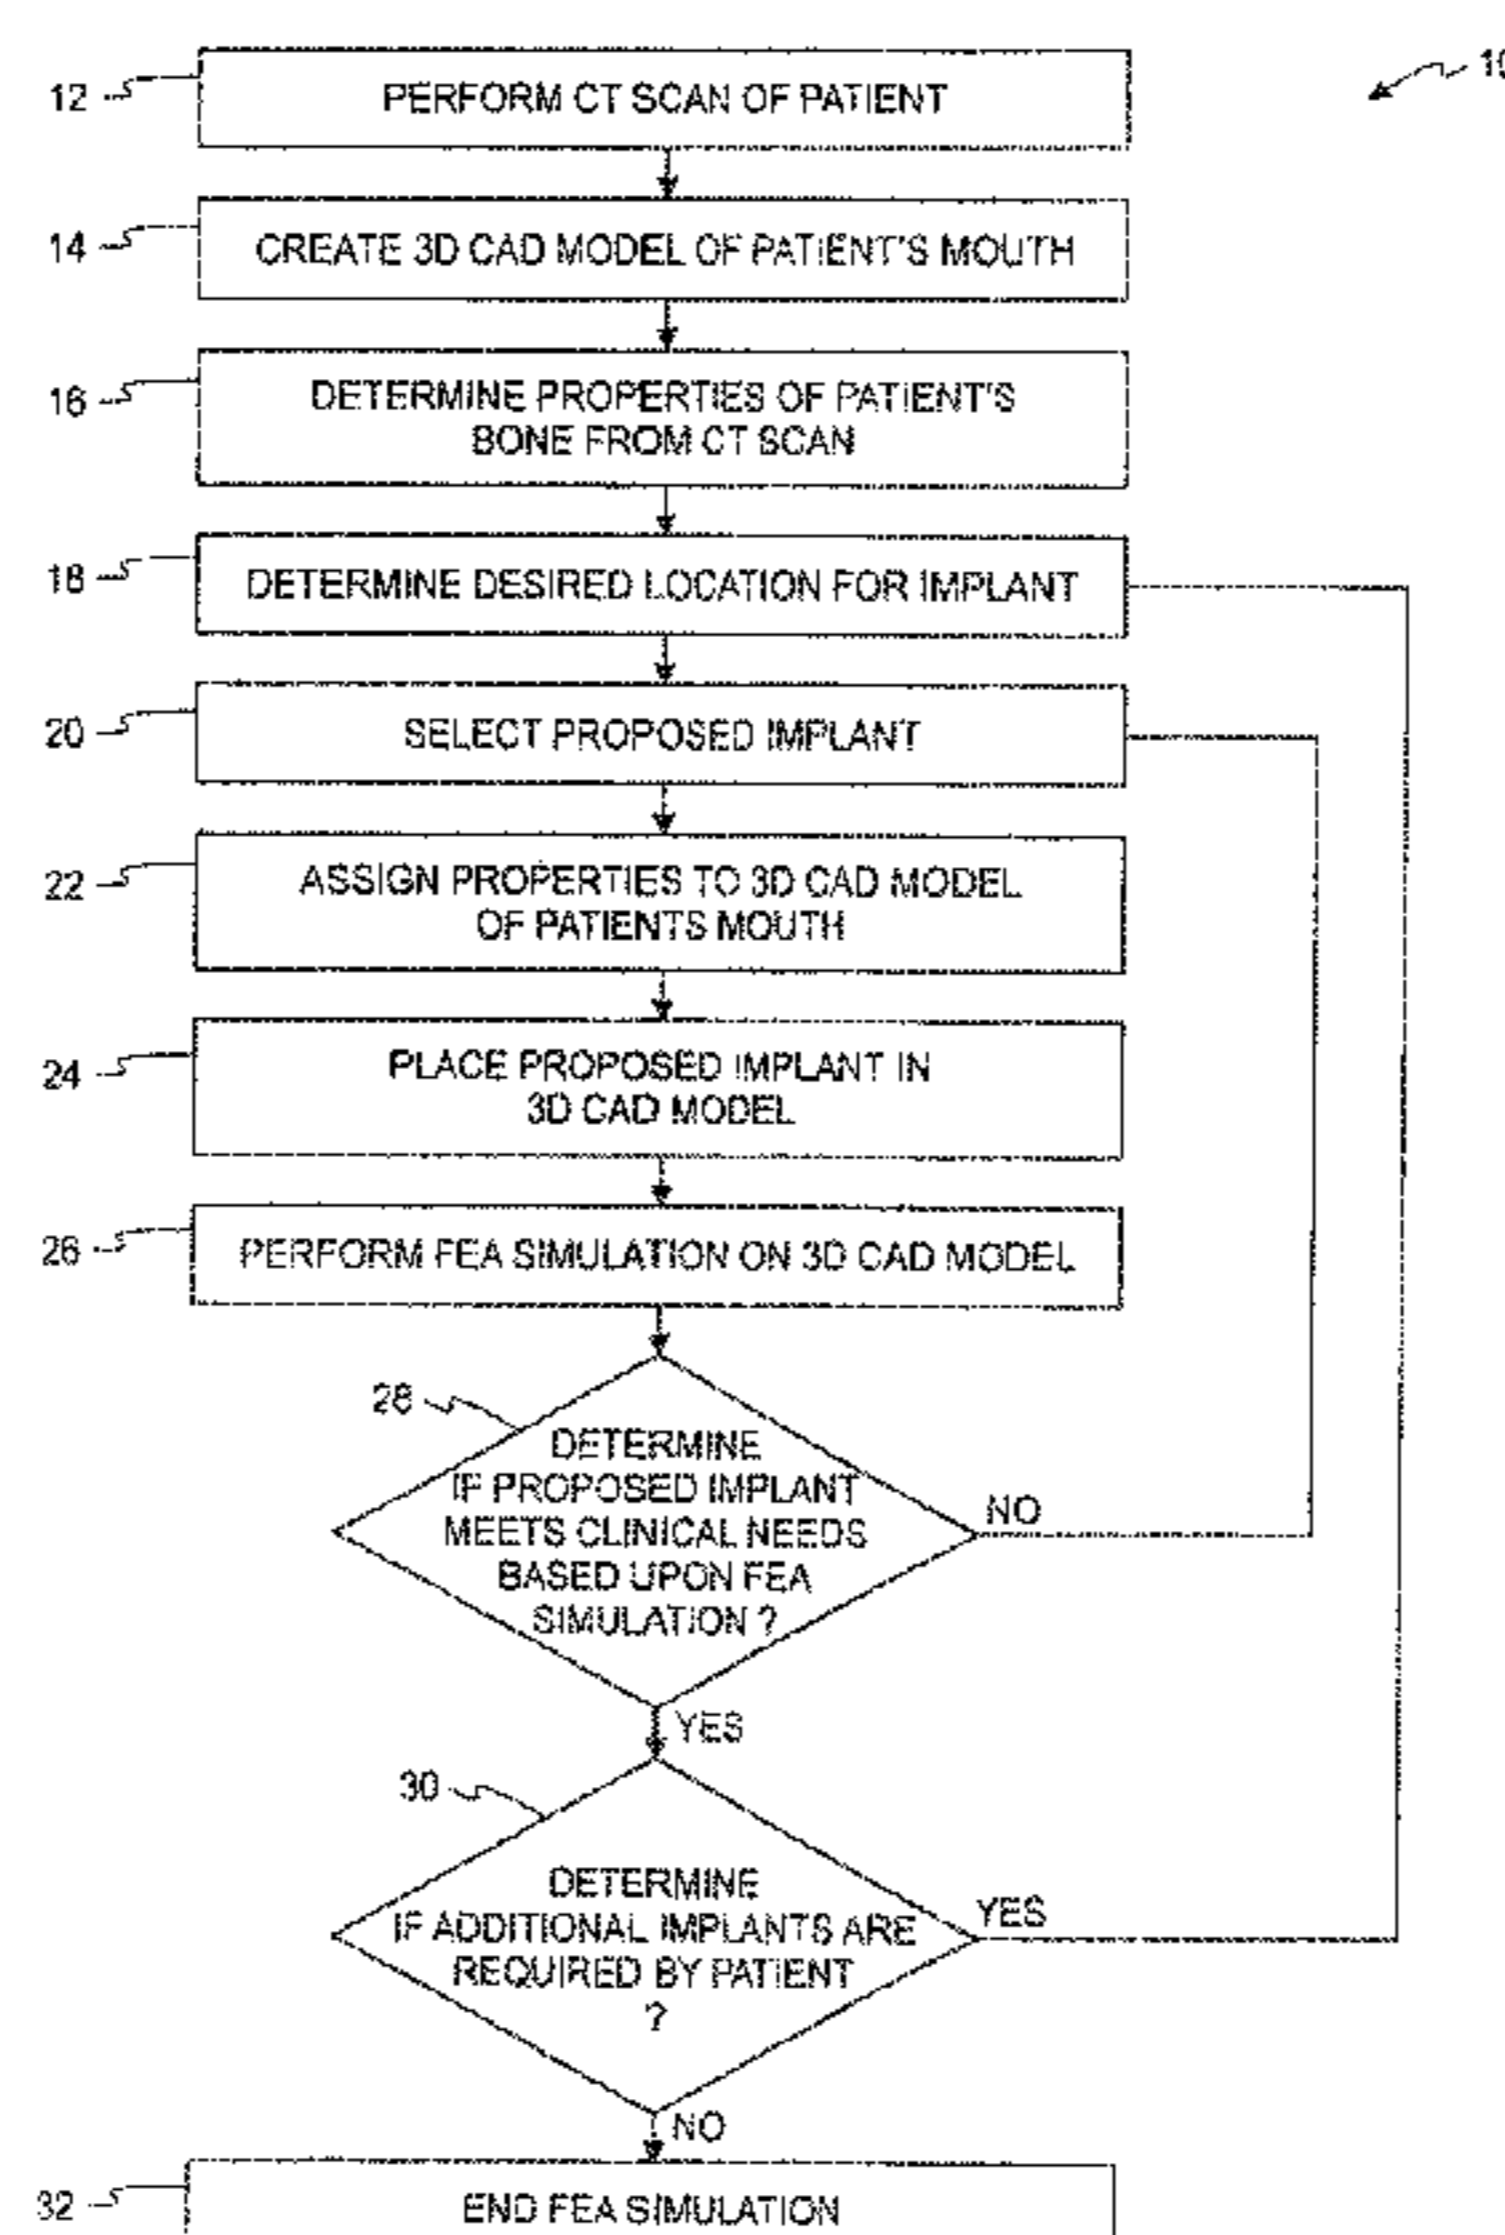 10
12
PERFORM CT SCAN OF PATIENT
14
CREATE 3D CAD MODEL OF PATIENT'S MOUTH
16
DETERMINE PROPERTIES OF PATIENT'S
BONE FROM CT SCAN
18
DETERMINE DESIRED LOCATION FOR IMPLANT
20
SELECT PROPOSED IMPLANT
22
ASSIGN PROPERTIES TO 3D CAD MODEL
OF PATIENTS MOUTH
24
PLACE PROPOSED IMPLANT IN
3D CAD MODEL
26
PERFORM FEA SIMULATION ON 3D CAD MODEL
28
DETERMINE
IF PROPOSED IMPLANT
MEETS CLINICAL NEEDS
BASED UPON FEA
SIMULATION ?
NO
YES
30
DETERMINE
IF ADDITIONAL IMPLANTS ARE
REQUIRED BY PATIENT
?
YES
NO
32
END FEA SIMULATION